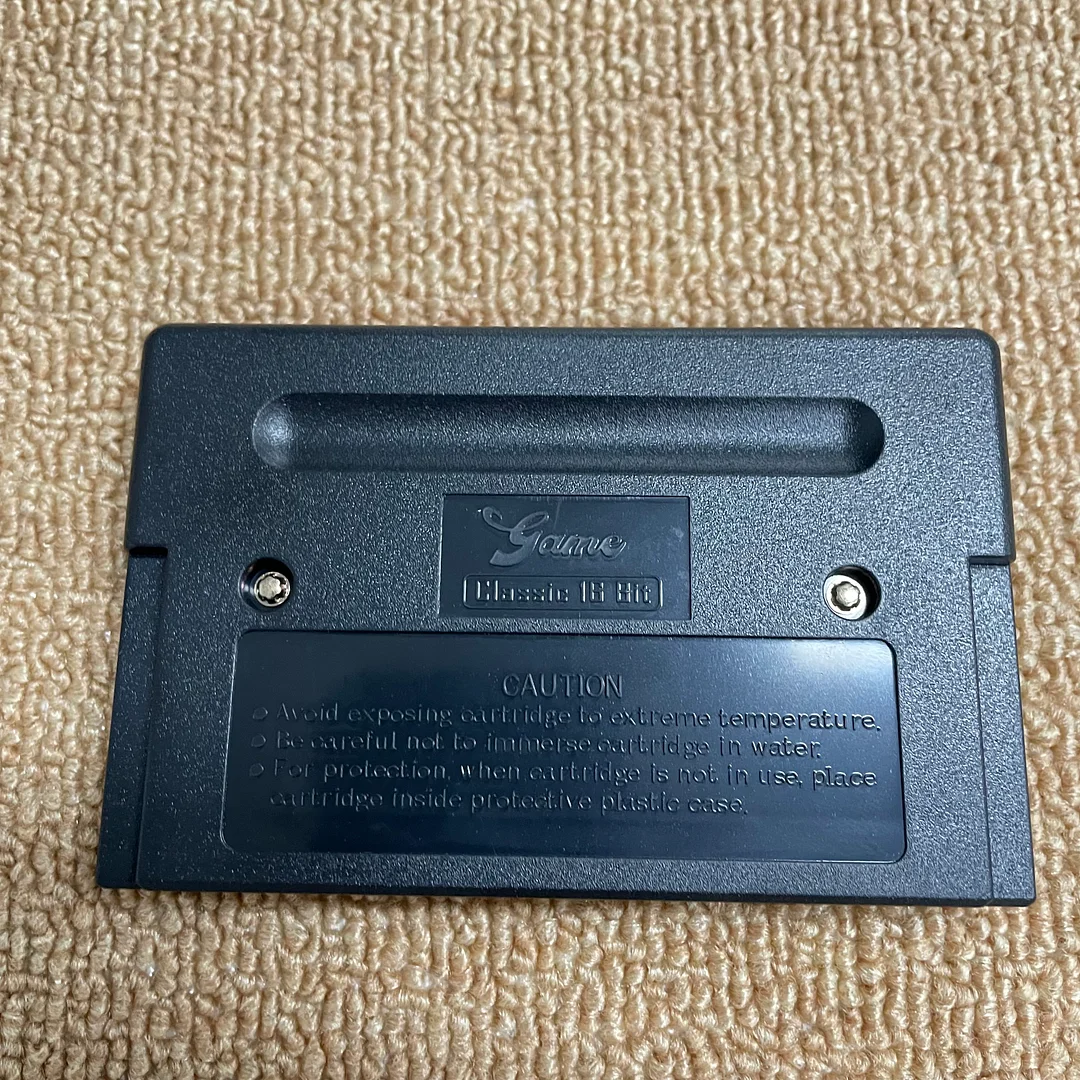 Game
Classic 16 Bit
CAUTION
Avoid exposing cartridge to extreme temperature.
Be careful not to immerse cartridge in water.
For protection, when cartridge is not in use, place
cartridge inside protective plastic case.